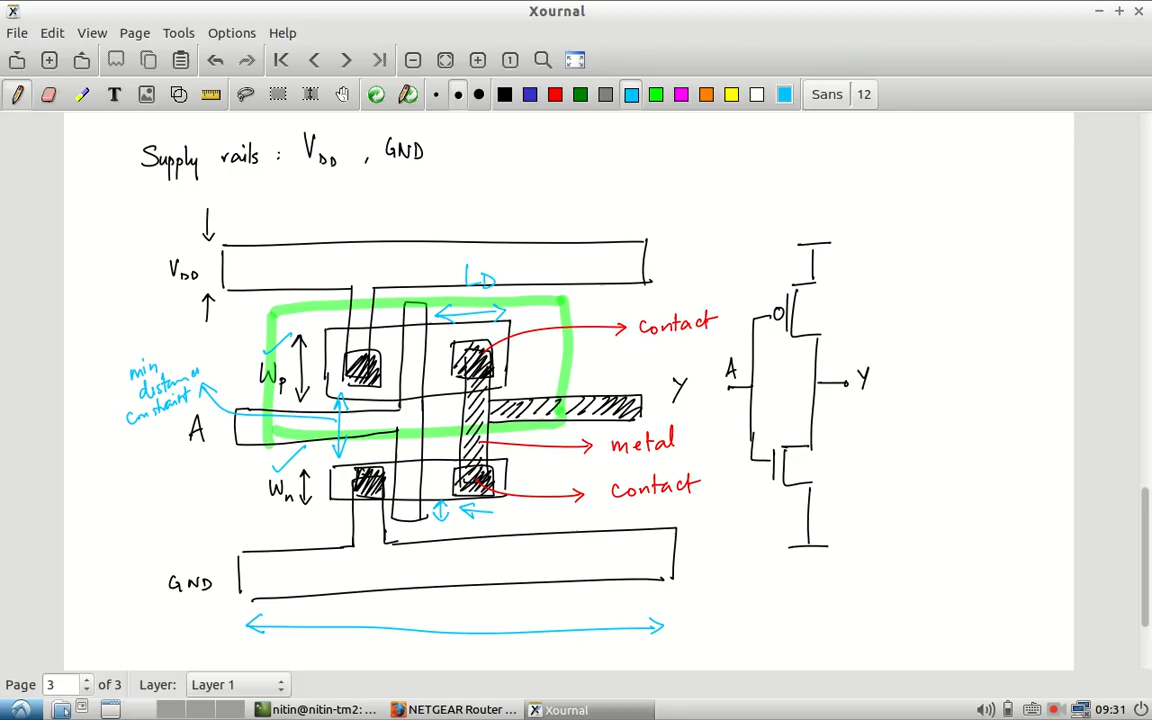 Xournal
File Edit View Page Tools Options Help
Sans 12
Supply rails : VDD , GND
VDD
LD
contact
min
distance
constraint
Wp
A
Y
metal
Wn
contact
GND
A
Y
Page 3 of 3 Layer: Layer 1
nitin@nitin-tm2: ... NETGEAR Router ... Xournal 09:31